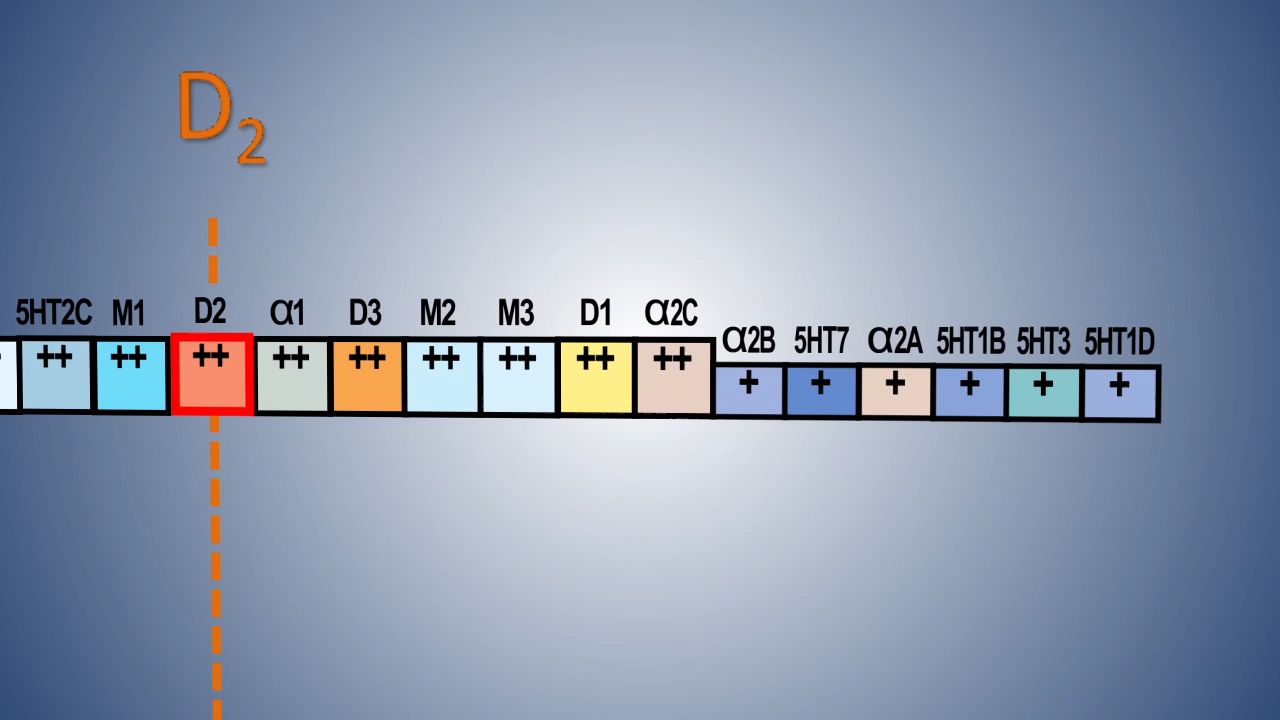 D2
5HT2C M1 D2 α1 D3 M2 M3 D1 α2C α2B 5HT7 α2A 5HT1B 5HT3 5HT1D
++ ++ ++ ++ ++ ++ ++ ++ ++ + + + + + +